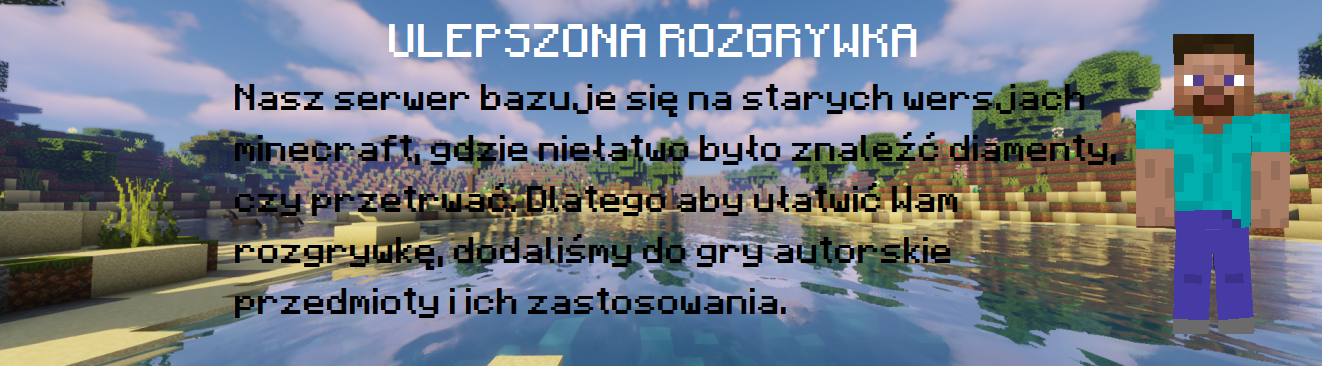 ULEPSZONA ROZGRYWKA
Nasz serwer bazuje się na starych wersjach
minecraft, gdzie niełatwo było znaleźć diamenty,
czy przetrwać. Dlatego aby ułatwić Wam
rozgrywkę, dodaliśmy do gry autorskie
przedmioty i ich zastosowania.